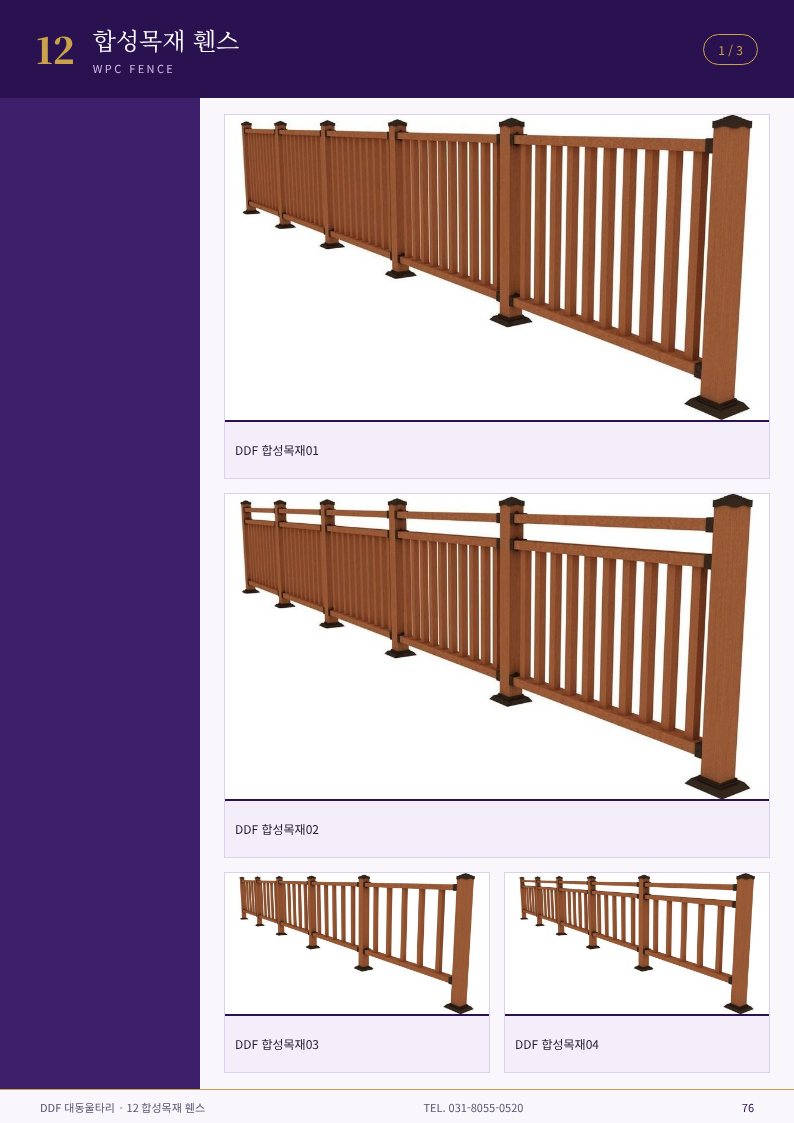 12
합성목재 휀스
WPC FENCE
1 / 3
DDF 합성목재01
DDF 합성목재02
DDF 합성목재03
DDF 합성목재04
DDF 대동울타리 · 12 합성목재 휀스
TEL. 031-8055-0520
76